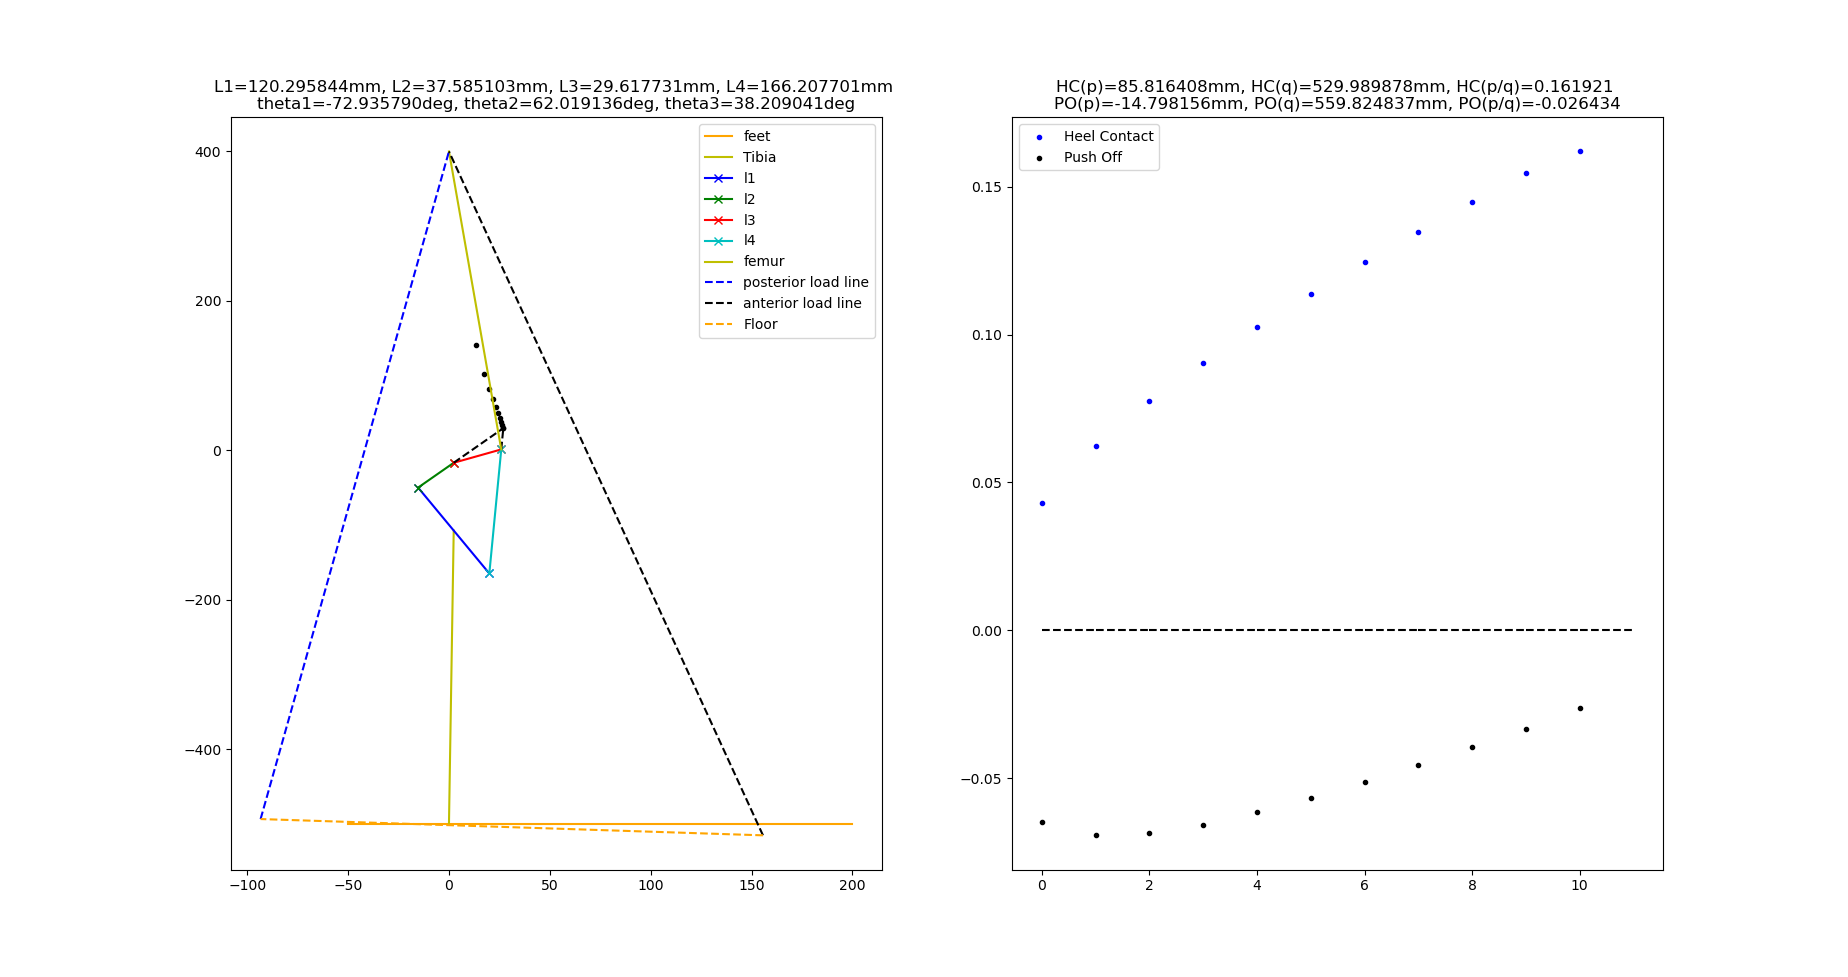 L1=120.295844mm, L2=37.585103mm, L3=29.617731mm, L4=166.207701mm
theta1=-72.935790deg, theta2=62.019136deg, theta3=38.209041deg
feet
Tibia
l1
l2
l3
l4
femur
posterior load line
anterior load line
Floor
400
200
0
−200
−400
−100
−50
0
50
100
150
200
HC(p)=85.816408mm, HC(q)=529.989878mm, HC(p/q)=0.161921
PO(p)=-14.798156mm, PO(q)=559.824837mm, PO(p/q)=-0.026434
Heel Contact
Push Off
0.15
0.10
0.05
0.00
−0.05
0
2
4
6
8
10